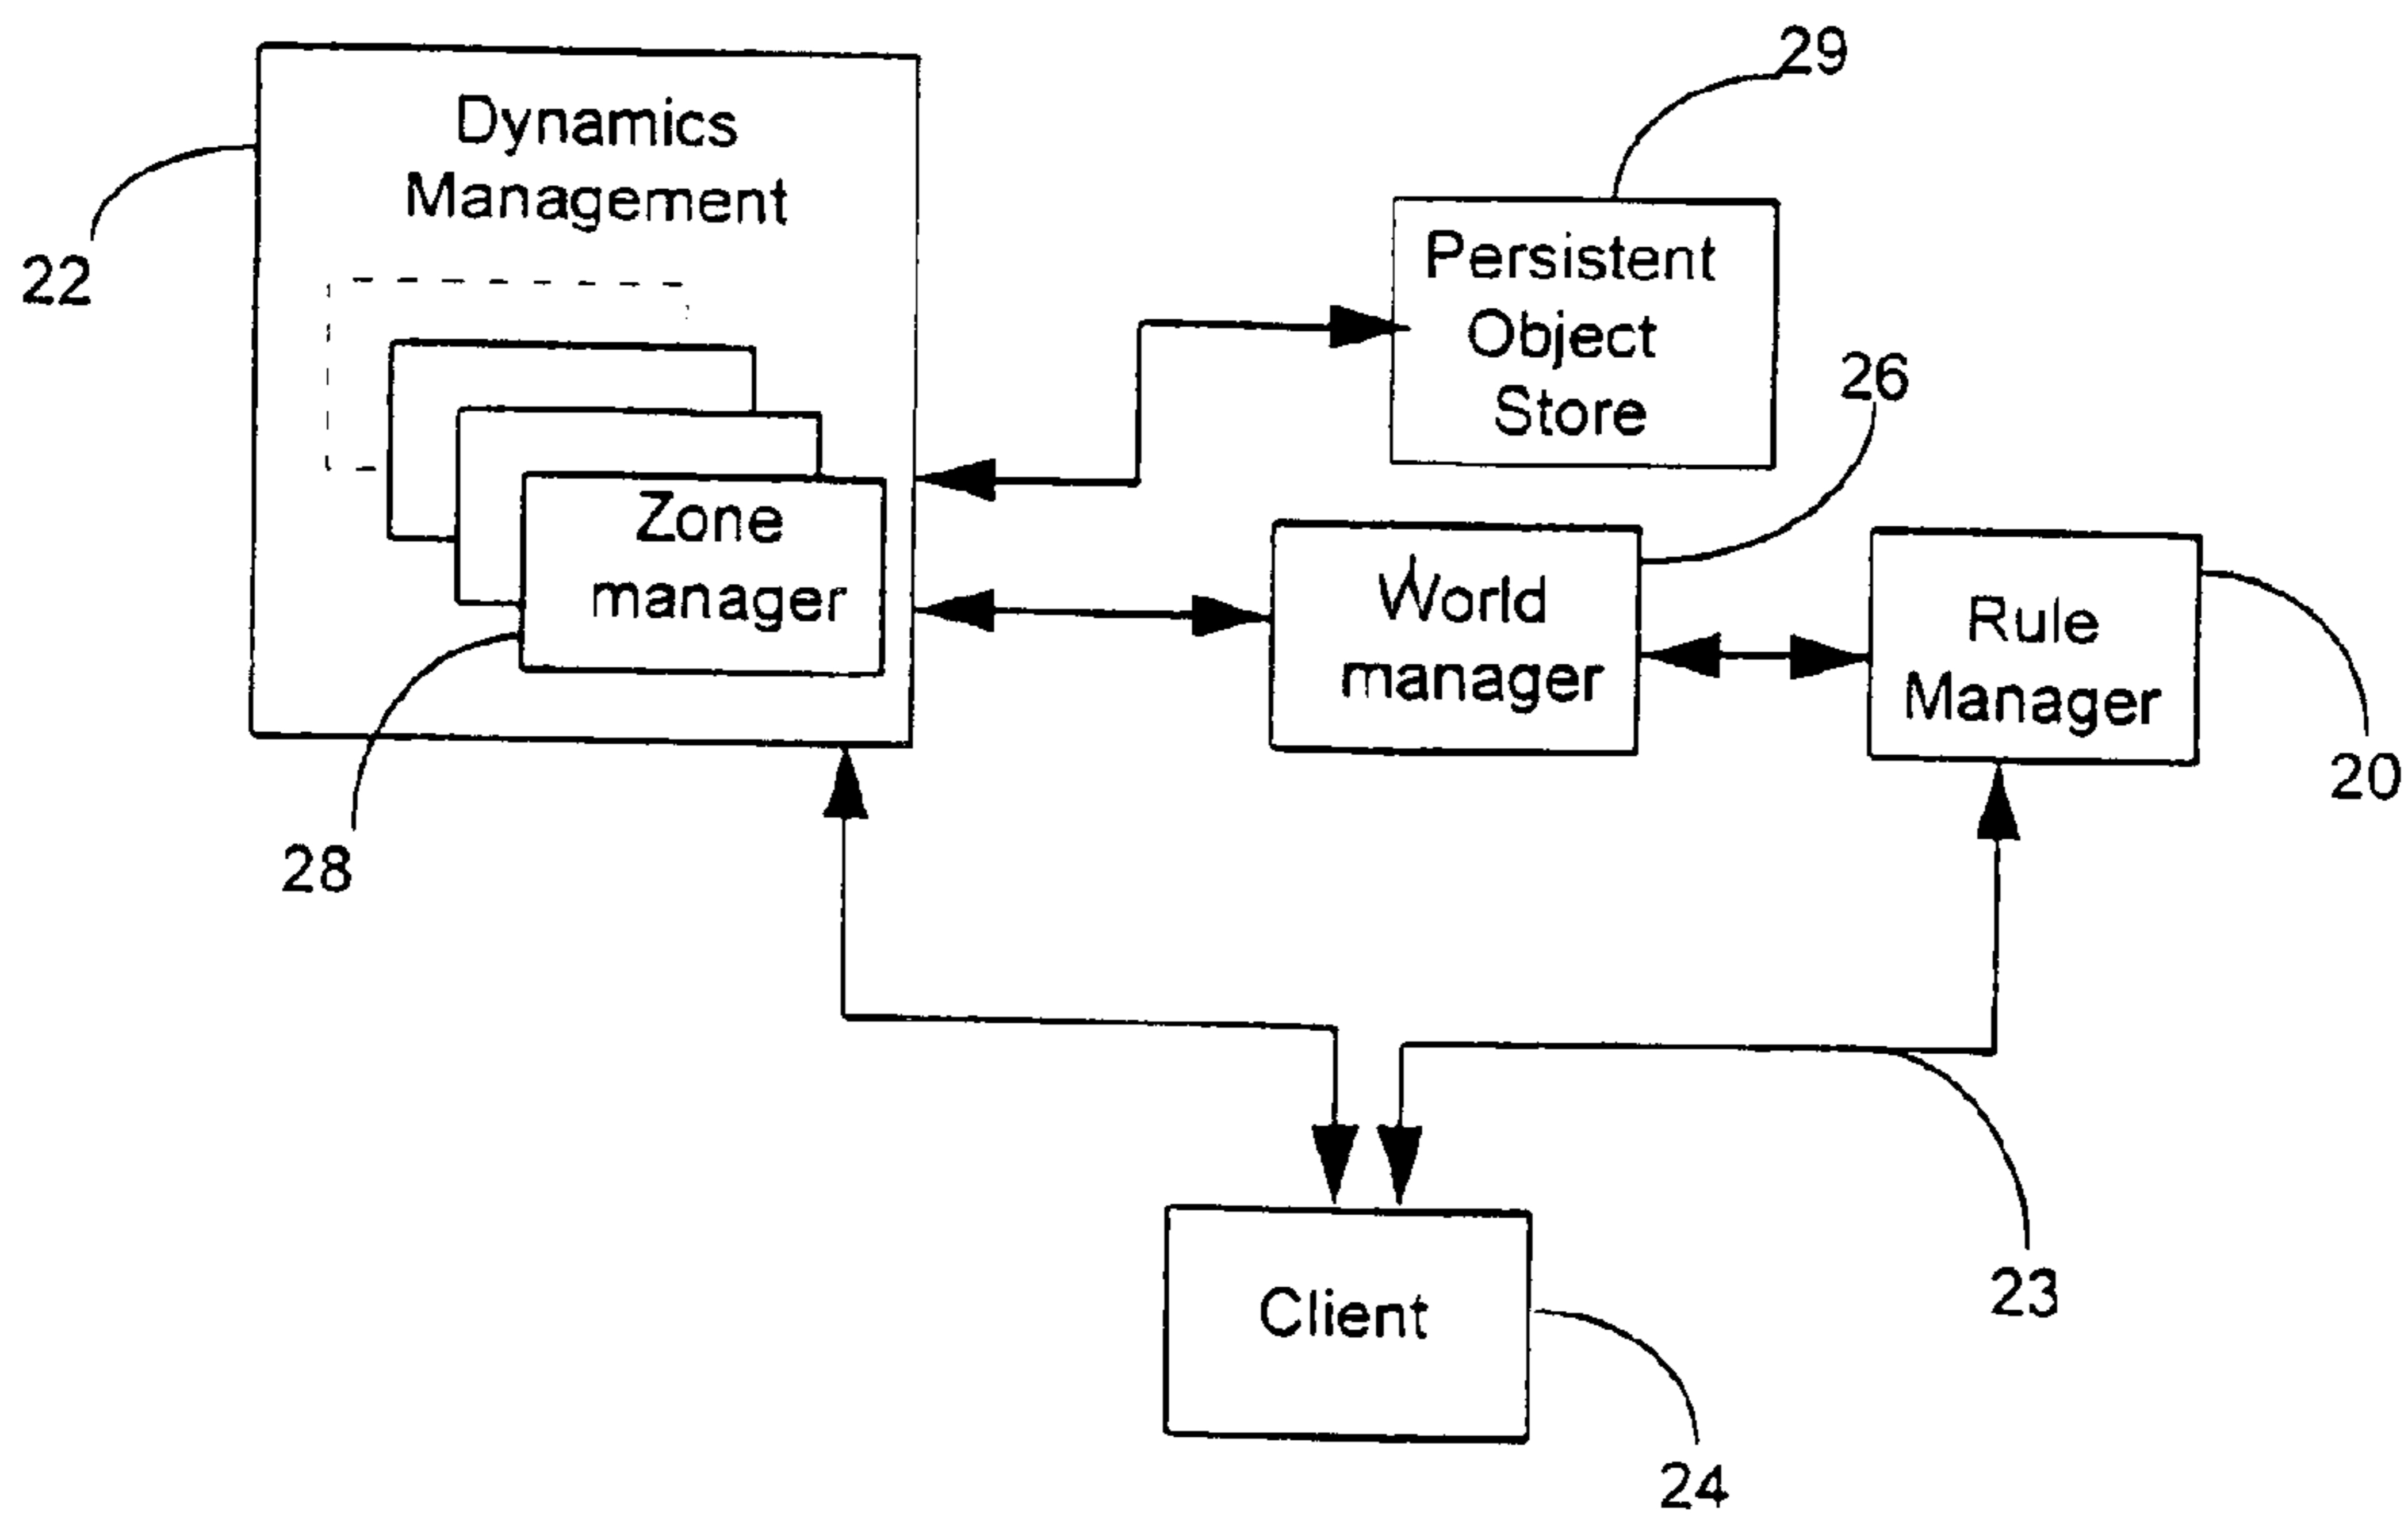 29
Dynamics
Management
22
Persistent
Object
Store
26
Zone
manager
World
manager
Rule
Manager
20
28
23
Client
24